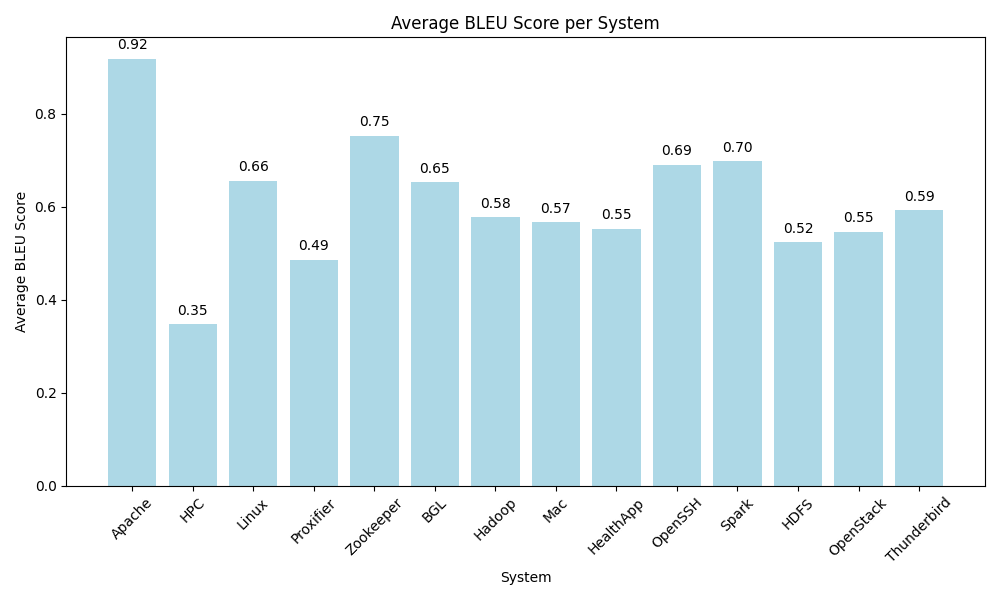 Average BLEU Score per System
Average BLEU Score
0.8
0.6
0.4
0.2
0.0
0.92
0.35
0.66
0.49
0.75
0.65
0.58
0.57
0.55
0.69
0.70
0.52
0.55
0.59
Apache
HPC
Linux
Proxifier
Zookeeper
BGL
Hadoop
Mac
HealthApp
OpenSSH
Spark
HDFS
OpenStack
Thunderbird
System